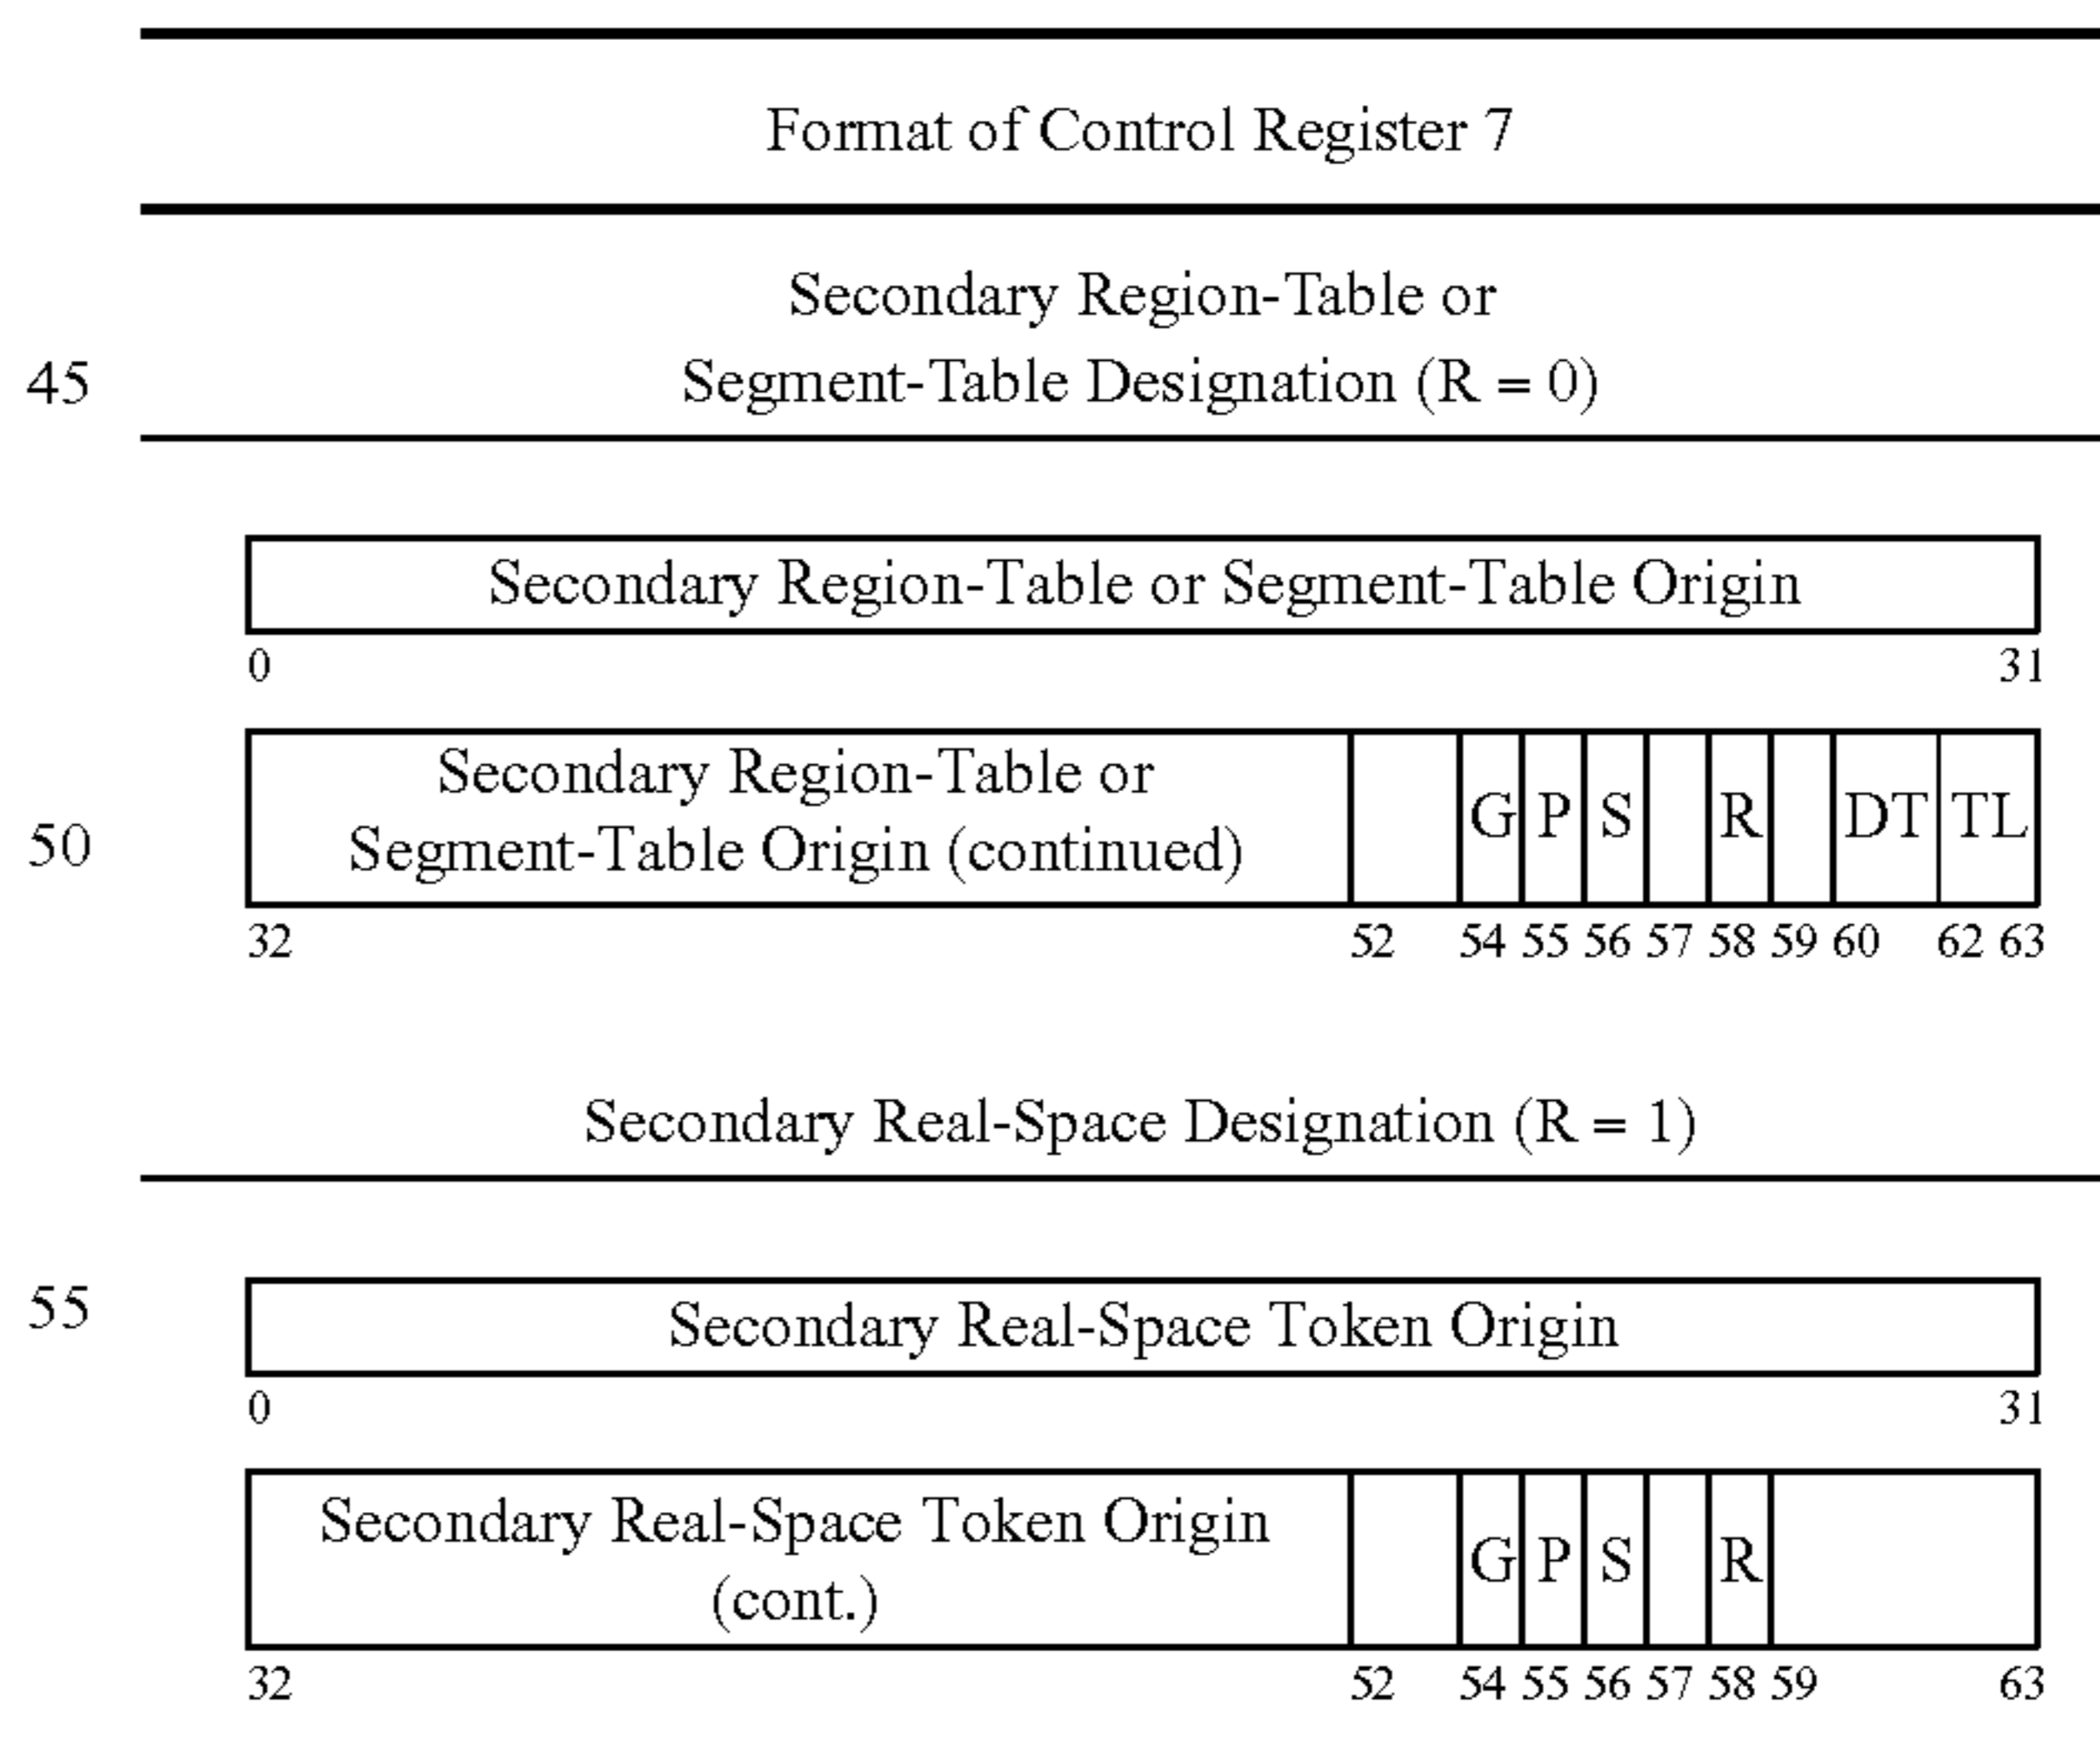 Format of Control Register 7
Secondary Region-Table or
45 Segment-Table Designation (R = 0)
Secondary Region-Table or Segment-Table Origin
0 31
Secondary Region-Table or
G P S R DT TL
50 Segment-Table Origin (continued)
32 52 54 55 56 57 58 59 60 62 63
Secondary Real-Space Designation (R = 1)
55 Secondary Real-Space Token Origin
0 31
Secondary Real-Space Token Origin
G P S R
(cont.)
32 52 54 55 56 57 58 59 63